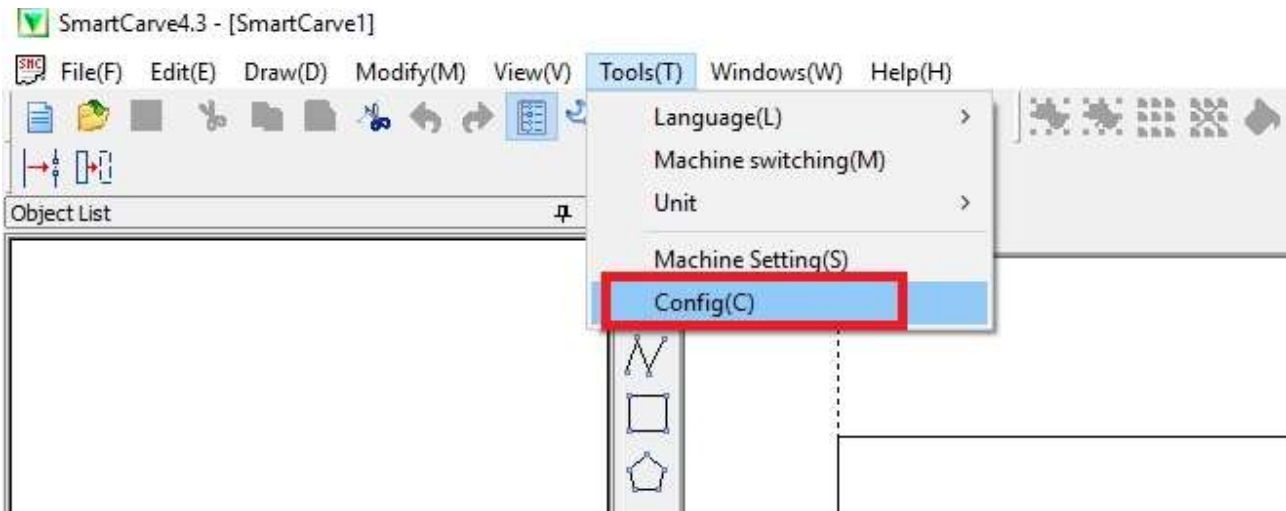 SmartCarve4.3 - [SmartCarve1]
SMC File(F) Edit(E) Draw(D) Modify(M) View(V) Tools(T) Windows(W) Help(H)
Language(L)
Machine switching(M)
Unit
Object List
Machine Setting(S)
Config(C)